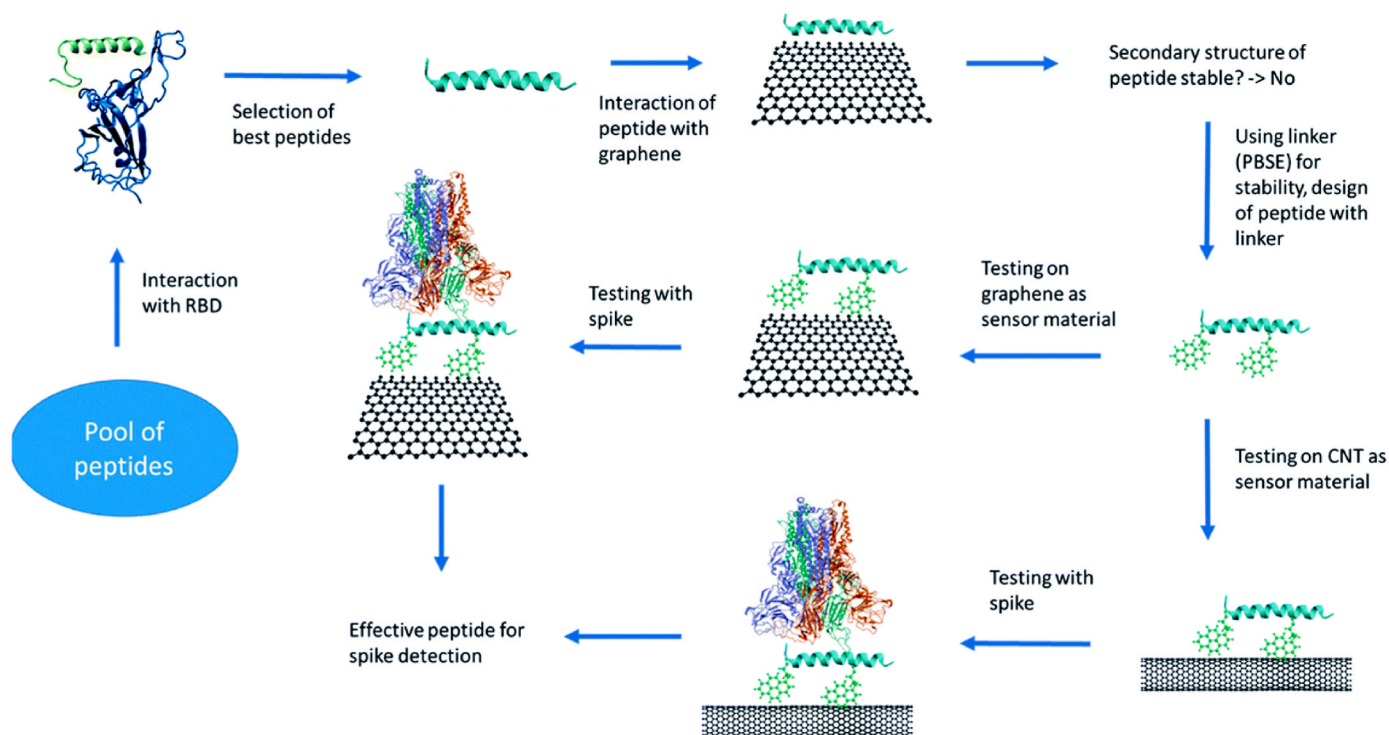 Pool of
peptides
Interaction
with RBD
Selection of
best peptides
Interaction of
peptide with
graphene
Secondary structure of
peptide stable? -> No
Using linker
(PBSE) for
stability, design
of peptide with
linker
Testing on
graphene as
sensor material
Testing with
spike
Testing on CNT as
sensor material
Testing with
spike
Effective peptide for
spike detection